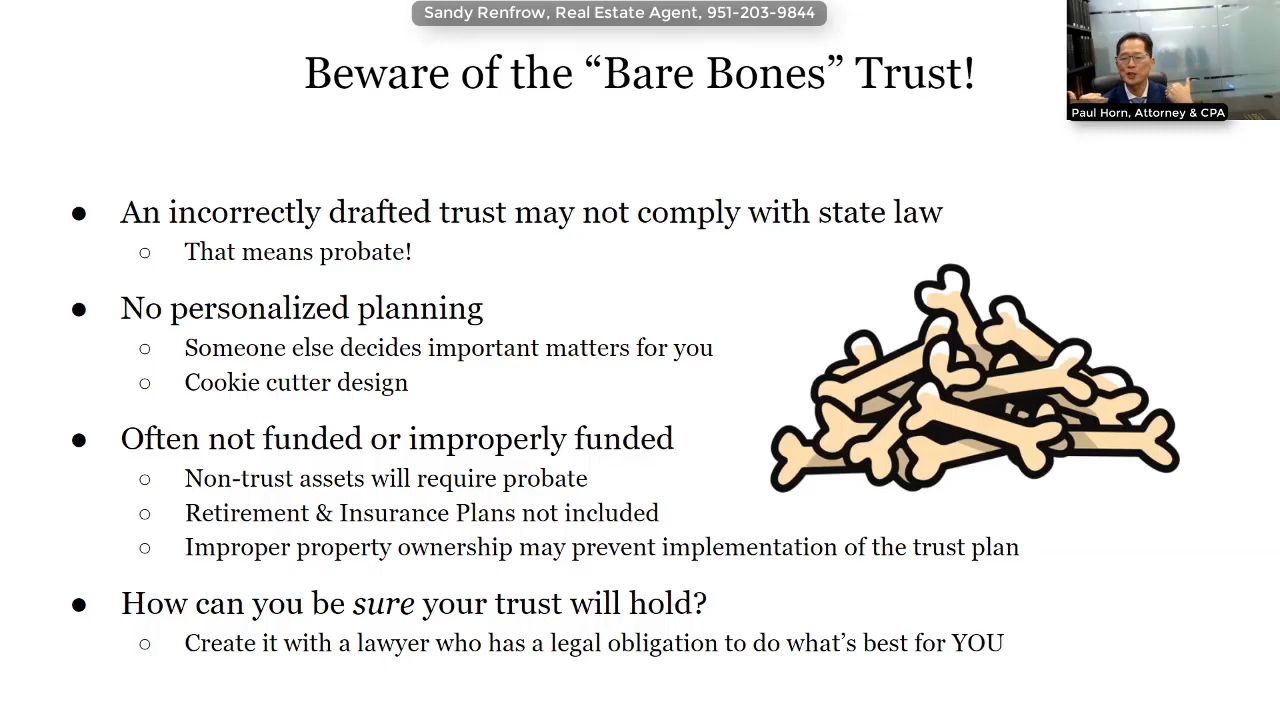 Sandy Renfrow, Real Estate Agent, 951-203-9844
Beware of the “Bare Bones” Trust!
Paul Horn, Attorney & CPA
● An incorrectly drafted trust may not comply with state law
○ That means probate!
● No personalized planning
○ Someone else decides important matters for you
○ Cookie cutter design
● Often not funded or improperly funded
○ Non-trust assets will require probate
○ Retirement & Insurance Plans not included
○ Improper property ownership may prevent implementation of the trust plan
● How can you be sure your trust will hold?
○ Create it with a lawyer who has a legal obligation to do what’s best for YOU